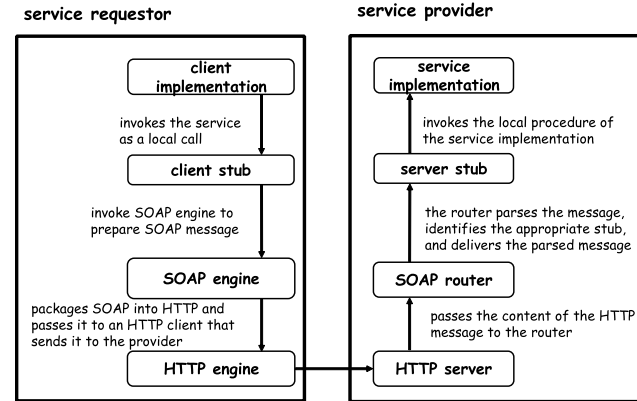 service requestor
service provider
client
implementation
invokes the service
as a local call
client stub
invoke SOAP engine to
prepare SOAP message
SOAP engine
packages SOAP into HTTP and
passes it to an HTTP client that
sends it to the provider
HTTP engine
service
implementation
invokes the local procedure of
the service implementation
server stub
the router parses the message,
identifies the appropriate stub,
and delivers the parsed message
SOAP router
passes the content of the HTTP
message to the router
HTTP server